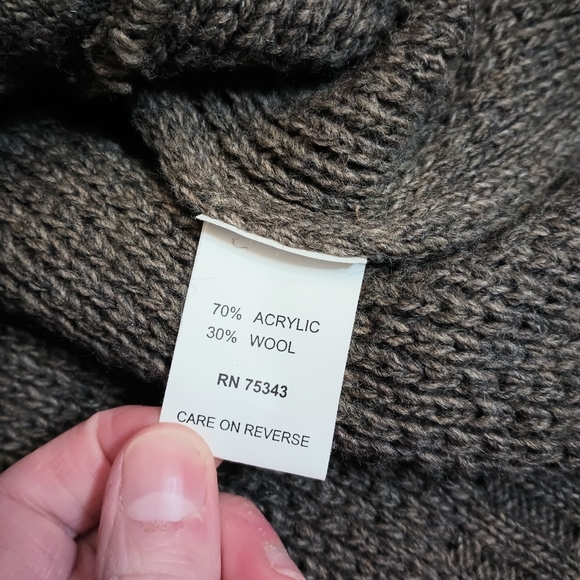 70% ACRYLIC
30% WOOL
RN 75343
CARE ON REVERSE